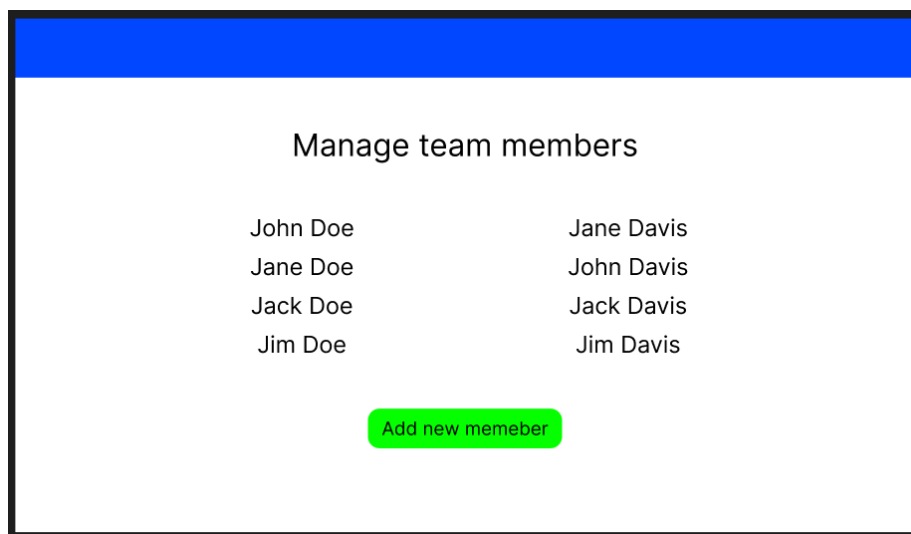 Manage team members
John Doe
Jane Doe
Jack Doe
Jim Doe
Jane Davis
John Davis
Jack Davis
Jim Davis
Add new memeber